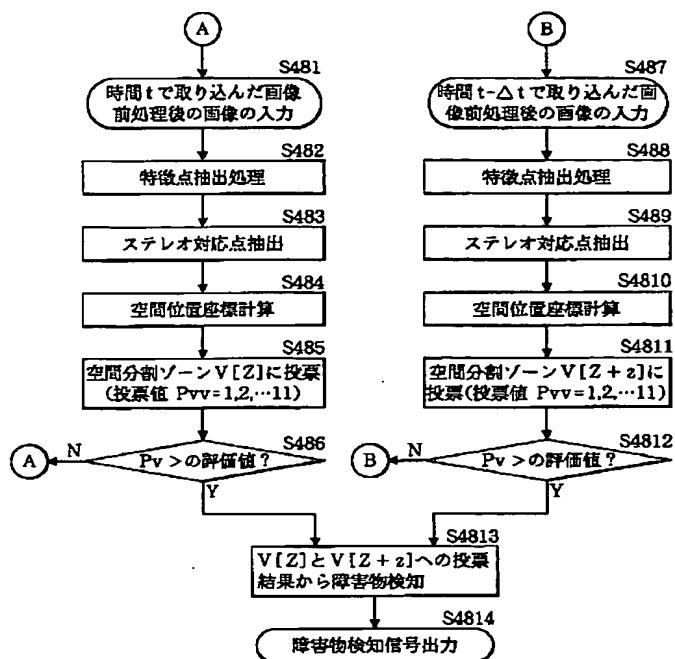 A
S481
時間tで取り込んだ画像
前処理後の画像の入力
S482
特徴点抽出処理
S483
ステレオ対応点抽出
S484
空間位置座標計算
S485
空間分割ゾーンV[Z]に投票
(投票値 Pvv=1,2,…11)
S486
Pv>の評価値?
N
A
Y
B
S487
時間t-△tで取り込んだ画
像前処理後の画像の入力
S488
特徴点抽出処理
S489
ステレオ対応点抽出
S4810
空間位置座標計算
S4811
空間分割ゾーンV[Z+z]に
投票(投票値 Pvv=1,2,…11)
S4812
Pv>の評価値?
N
B
Y
S4813
V[Z]とV[Z+z]への投票
結果から障害物検知
S4814
障害物検知信号出力